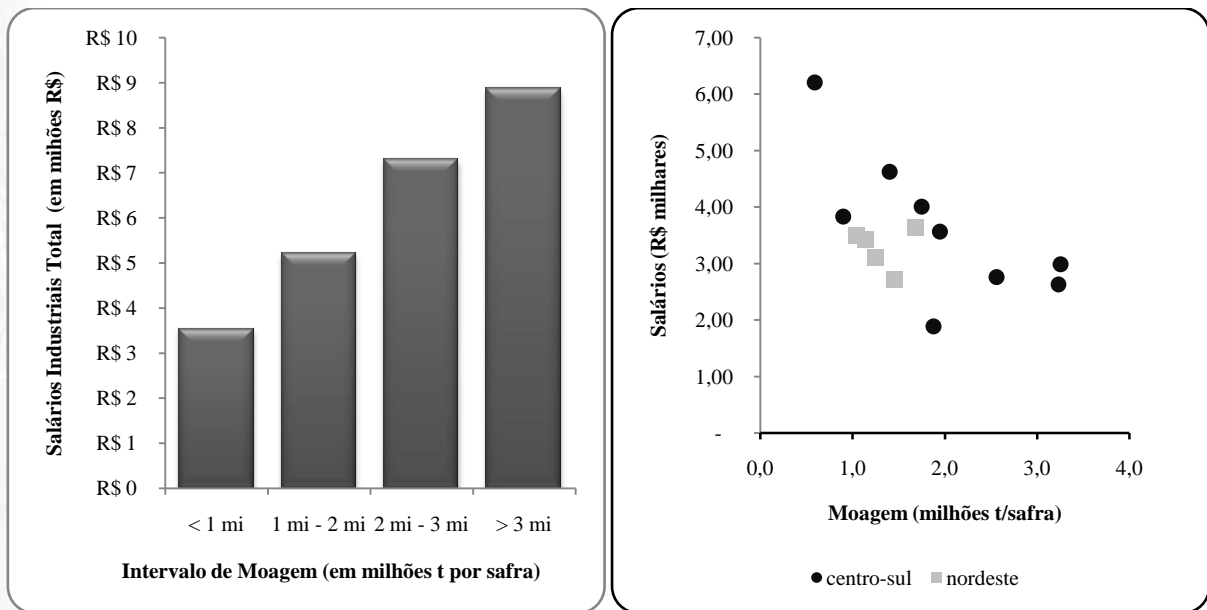 Salários Industriais Total (em mihões R$)
R$ 10
R$ 9
R$ 8
R$ 7
R$ 6
R$ 5
R$ 4
R$ 3
R$ 2
R$ 1
R$ 0
< 1 mi 1 mi - 2 mi 2 mi - 3 mi > 3 mi
Intervalo de Moagem (em milhões t por safra)
Salários (R$ milhares)
7,00
6,00
5,00
4,00
3,00
2,00
1,00
-
0,0 1,0 2,0 3,0 4,0
Moagem (milhões t/safra)
centro-sul nordeste